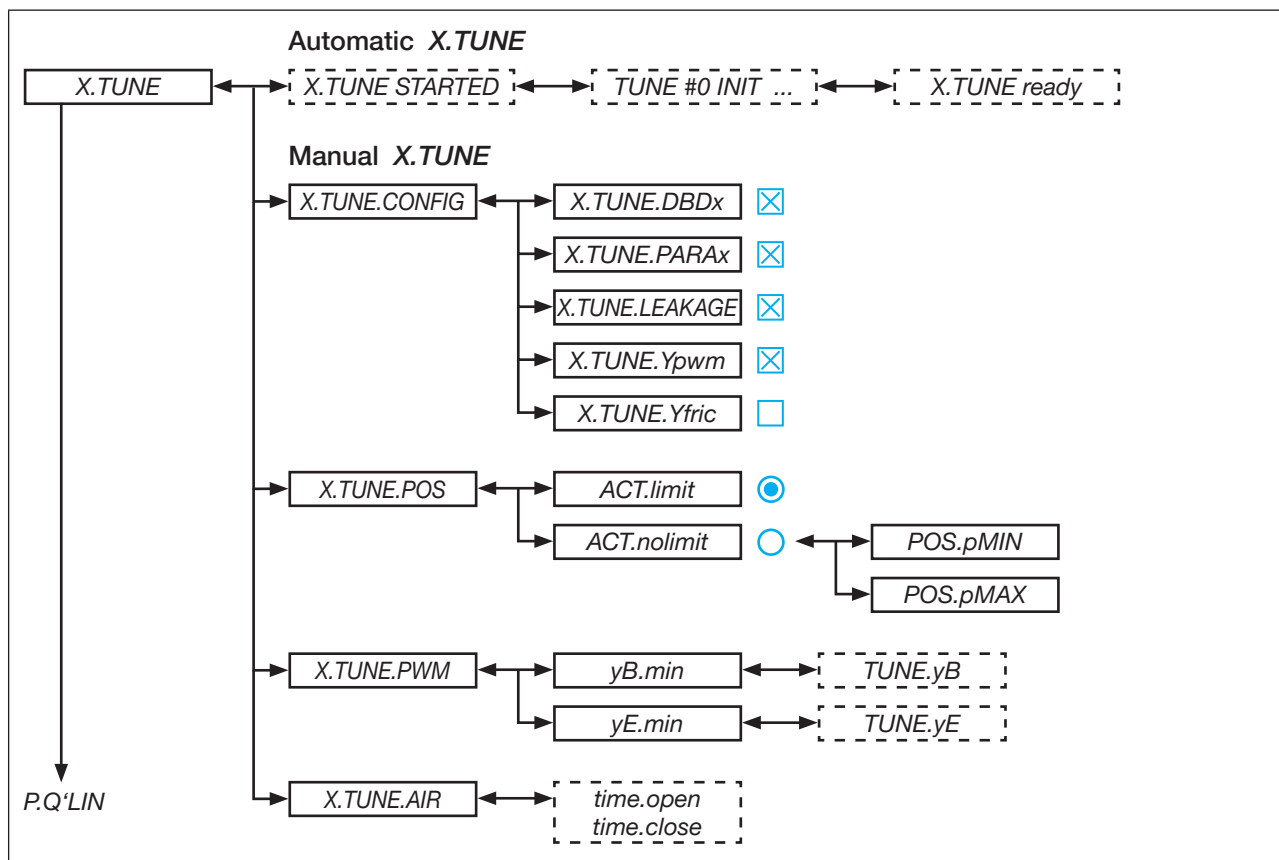 Automatic X.TUNE
X.TUNE
X.TUNE STARTED
TUNE #0 INIT ...
X.TUNE ready
Manual X.TUNE
X.TUNE.CONFIG
X.TUNE.DBDx
X.TUNE.PARAx
X.TUNE.LEAKAGE
X.TUNE.Ypwm
X.TUNE.Yfric
X.TUNE.POS
ACT.limit
ACT.nolimit
POS.pMIN
POS.pMAX
X.TUNE.PWM
yB.min
TUNE.yB
yE.min
TUNE.yE
P.Q‘LIN
X.TUNE.AIR
time.open
time.close